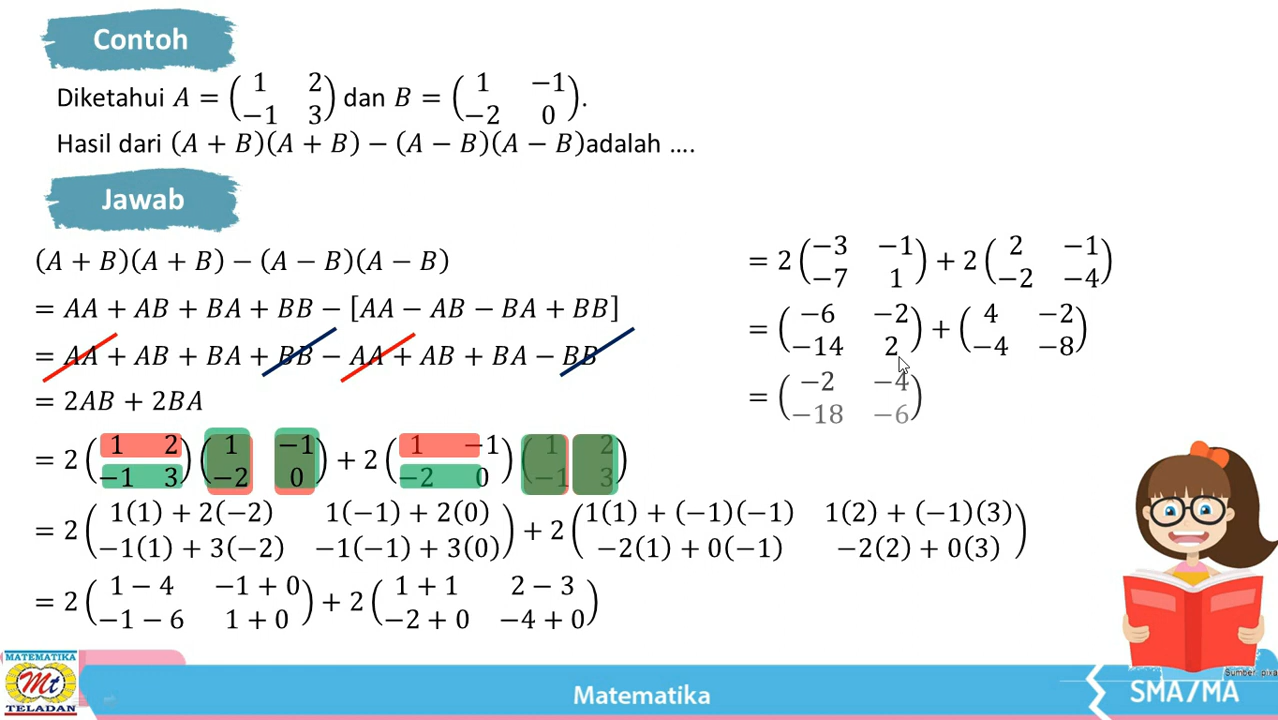 Contoh
Diketahui A = (1 2 −1 3) dan B = (1 −1 −2 0).
Hasil dari (A + B)(A + B) − (A − B)(A − B)adalah ....
Jawab
(A + B)(A + B) − (A − B)(A − B)
= AA + AB + BA + BB − [AA − AB − BA + BB]
= AA + AB + BA + BB − AA + AB + BA − BB
= 2AB + 2BA
= 2 (1 2 −1 3) (1 −1 −2 0) + 2 (1 −1 −2 0) (1 2 −1 3)
= 2 (1(1) + 2(−2) 1(−1) + 2(0) −1(1) + 3(−2) −1(−1) + 3(0)) + 2 (1(1) + (−1)(−1) 1(2) + (−1)(3) −2(1) + 0(−1) −2(2) + 0(3))
= 2 (1 − 4 −1 + 0 −1 − 6 1 + 0) + 2 (1 + 1 2 − 3 −2 + 0 −4 + 0)
= 2 (−3 −1 −7 1) + 2 (2 −1 −2 −4)
= (−6 −2 −14 2) + (4 −2 −4 −8)
= (−2 −4 −18 −6)
Sumber pixa
MATEMATIKA
Mt
TELADAN
Matematika
SMA/MA